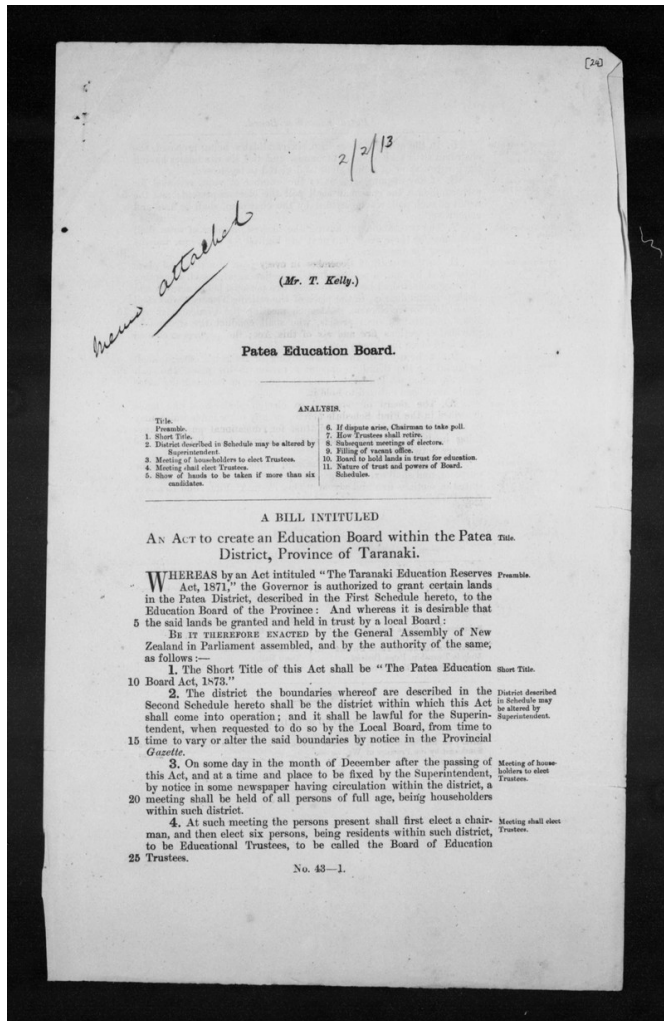 [24]
2/2/13
memo attached
(Mr. T. Kelly.)
Patea Education Board.
ANALYSIS.
Title.
Preamble.
1. Short Title.
2. District described in Schedule may be altered by
Superintendent.
3. Meeting of householders to elect Trustees.
4. Meeting shall elect Trustees.
5. Show of hands to be taken if more than six
candidates.
6. If dispute arise, Chairman to take poll.
7. How Trustees shall retire.
8. Subsequent meetings of electors.
9. Filling of vacant office.
10. Board to hold lands in trust for education.
11. Nature of trust and powers of Board.
Schedules.
A BILL INTITULED
AN ACT to create an Education Board within the Patea Title.
District, Province of Taranaki.
WHEREAS by an Act intituled "The Taranaki Education Reserves Preamble.
Act, 1871," the Governor is authorized to grant certain lands
in the Patea District, described in the First Schedule hereto, to the
Education Board of the Province: And whereas it is desirable that
5 the said lands be granted and held in trust by a local Board:
BE IT THEREFORE ENACTED by the General Assembly of New
Zealand in Parliament assembled, and by the authority of the same,
as follows:—
1. The Short Title of this Act shall be "The Patea Education Short Title.
10 Board Act, 1873."
2. The district the boundaries whereof are described in the District described
Second Schedule hereto shall be the district within which this Act in Schedule may
shall come into operation; and it shall be lawful for the Superin- be altered by
tendent, when requested to do so by the Local Board, from time to Superintendent.
15 time to vary or alter the said boundaries by notice in the Provincial
Gazette.
3. On some day in the month of December after the passing of Meeting of house-
this Act, and at a time and place to be fixed by the Superintendent, holders to elect
by notice in some newspaper having circulation within the district, a Trustees.
20 meeting shall be held of all persons of full age, being householders
within such district.
4. At such meeting the persons present shall first elect a chair- Meeting shall elect
man, and then elect six persons, being residents within such district, Trustees.
to be Educational Trustees, to be called the Board of Education
25 Trustees.
No. 43—1.